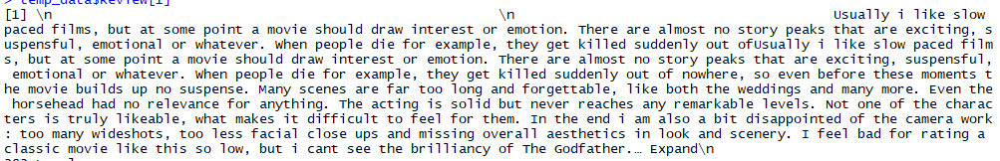 > temp_data$Review[1]
[1] \n \n Usually i like slow
paced films, but at some point a movie should draw interest or emotion. There are almost no story peaks that are exciting, s
uspensful, emotional or whatever. When people die for example, they get killed suddenly out ofUsually i like slow paced film
s, but at some point a movie should draw interest or emotion. There are almost no story peaks that are exciting, suspensful,
emotional or whatever. When people die for example, they get killed suddenly out of nowhere, so even before these moments t
he movie builds up no suspense. Many scenes are far too long and forgettable, like both the weddings and many more. Even the
horsehead had no relevance for anything. The acting is solid but never reaches any remarkable levels. Not one of the charac
ters is truly likeable, what makes it difficult to feel for them. In the end i am also a bit disappointed of the camera work
: too many wideshots, too less facial close ups and missing overall aesthetics in look and scenery. I feel bad for rating a
classic movie like this so low, but i cant see the brilliancy of The Godfather.… Expand\n